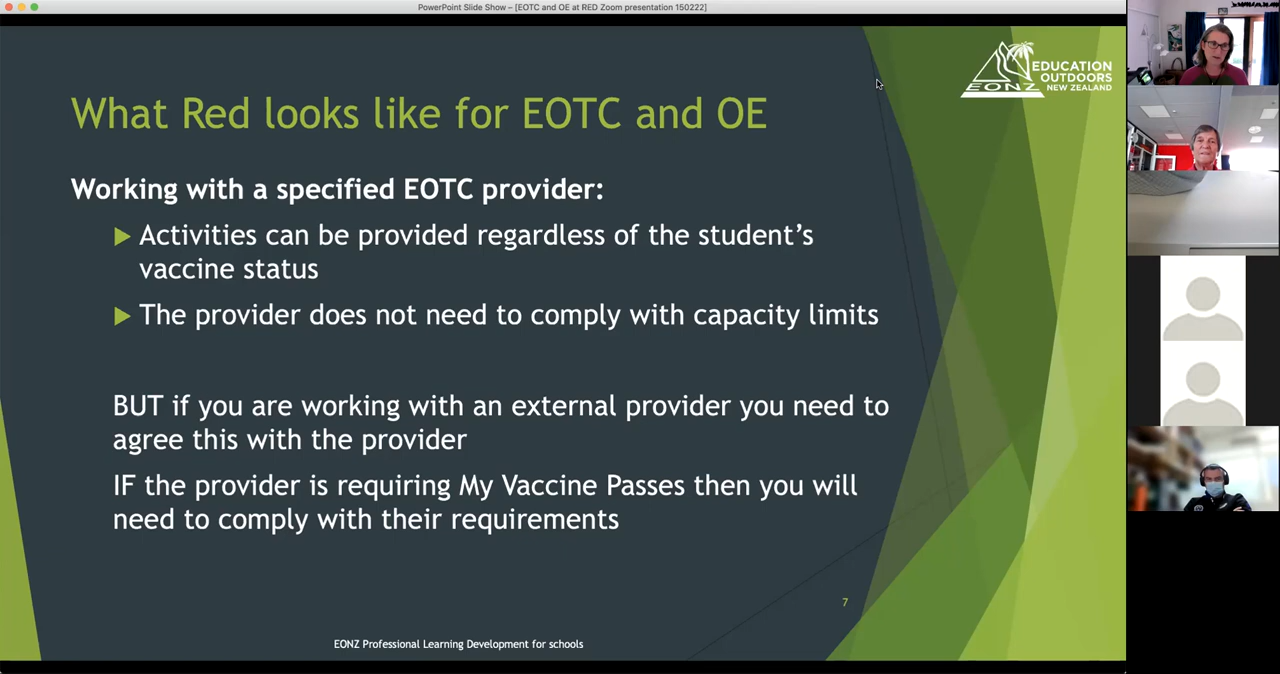 PowerPoint Slide Show – [EOTC and OE at RED Zoom presentation 150222]
EDUCATION
OUTDOORS
NEW ZEALAND
EONZ
What Red looks like for EOTC and OE
Working with a specified EOTC provider:
Activities can be provided regardless of the student's
vaccine status
The provider does not need to comply with capacity limits
BUT if you are working with an external provider you need to
agree this with the provider
IF the provider is requiring My Vaccine Passes then you will
need to comply with their requirements
7
EONZ Professional Learning Development for schools